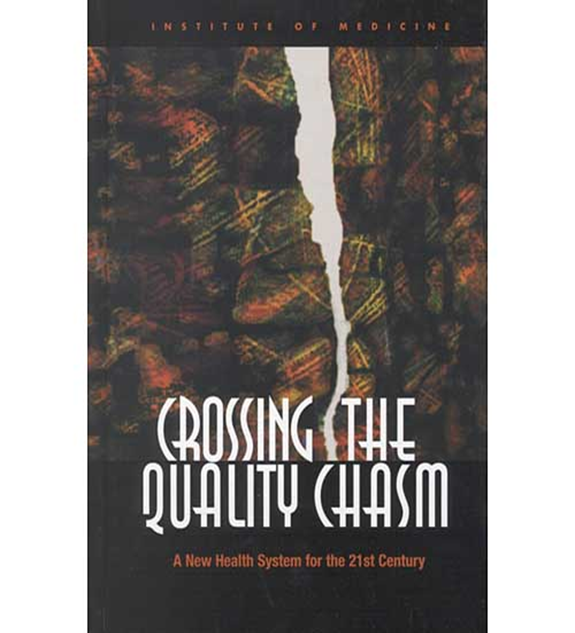 INSTITUTE OF MEDICINE
CROSSING THE
QUALITY CHASM
A New Health System for the 21st Century